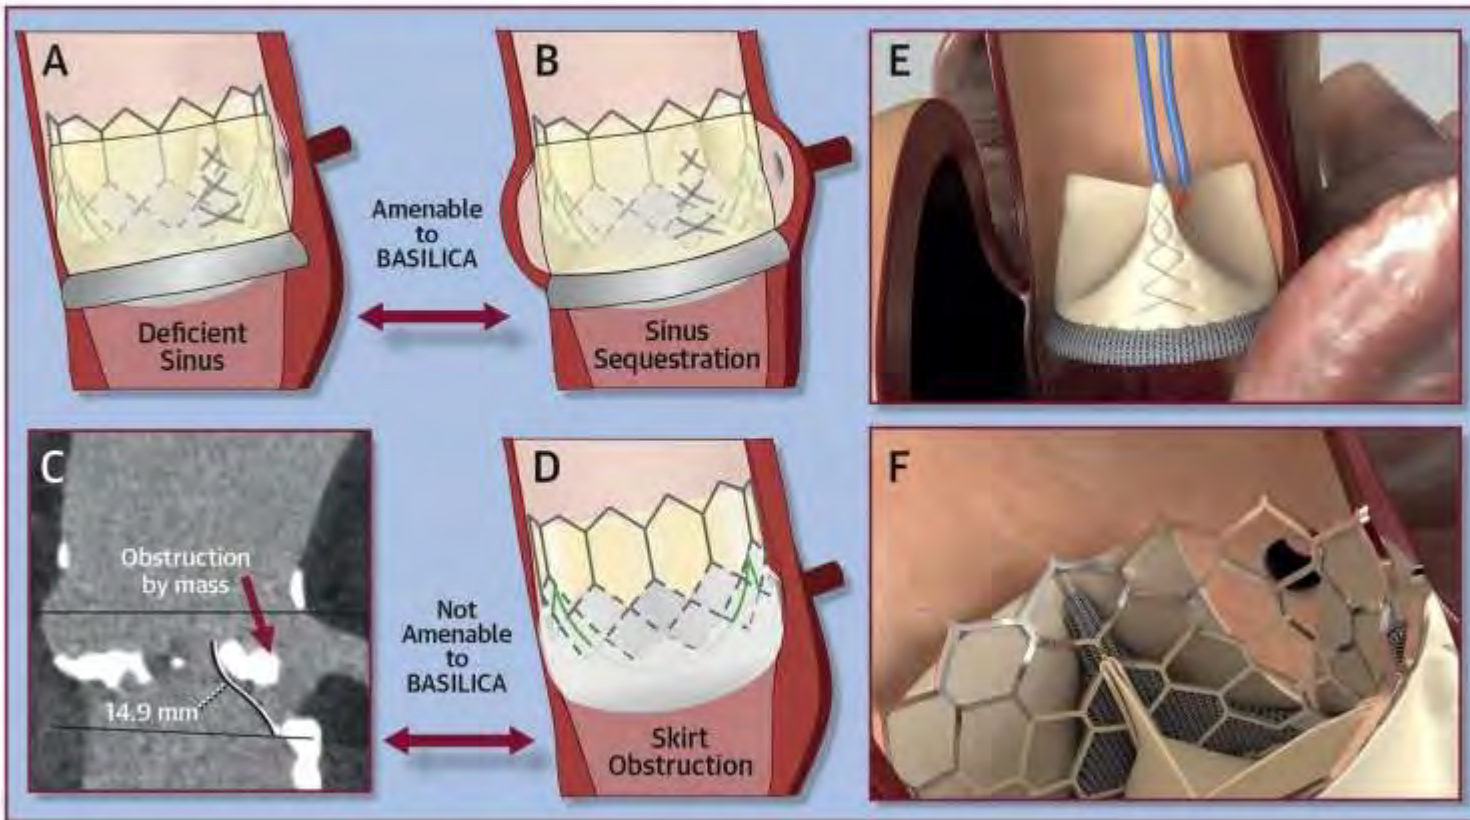 A
Deficient
Sinus
Amenable
to
BASILICA
B
Sinus
Sequestration
E
C
Obstruction
by mass
14.9 mm
Not
Amenable
to
BASILICA
D
Skirt
Obstruction
F